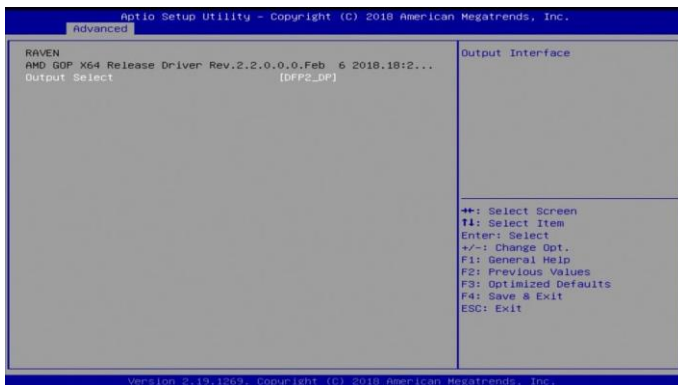 Aptio Setup Utility – Copyright (C) 2018 American Megatrends, Inc.
Advanced
RAVEN
AMD GOP X64 Release Driver Rev.2.2.0.0.0.Feb 6 2018.18:2...
Output Select [DFP2_DP]
Output Interface
→←: Select Screen
↑↓: Select Item
Enter: Select
+/-: Change Opt.
F1: General Help
F2: Previous Values
F3: Optimized Defaults
F4: Save & Exit
ESC: Exit
Version 2.19.1269. Copyright (C) 2018 American Megatrends, Inc.